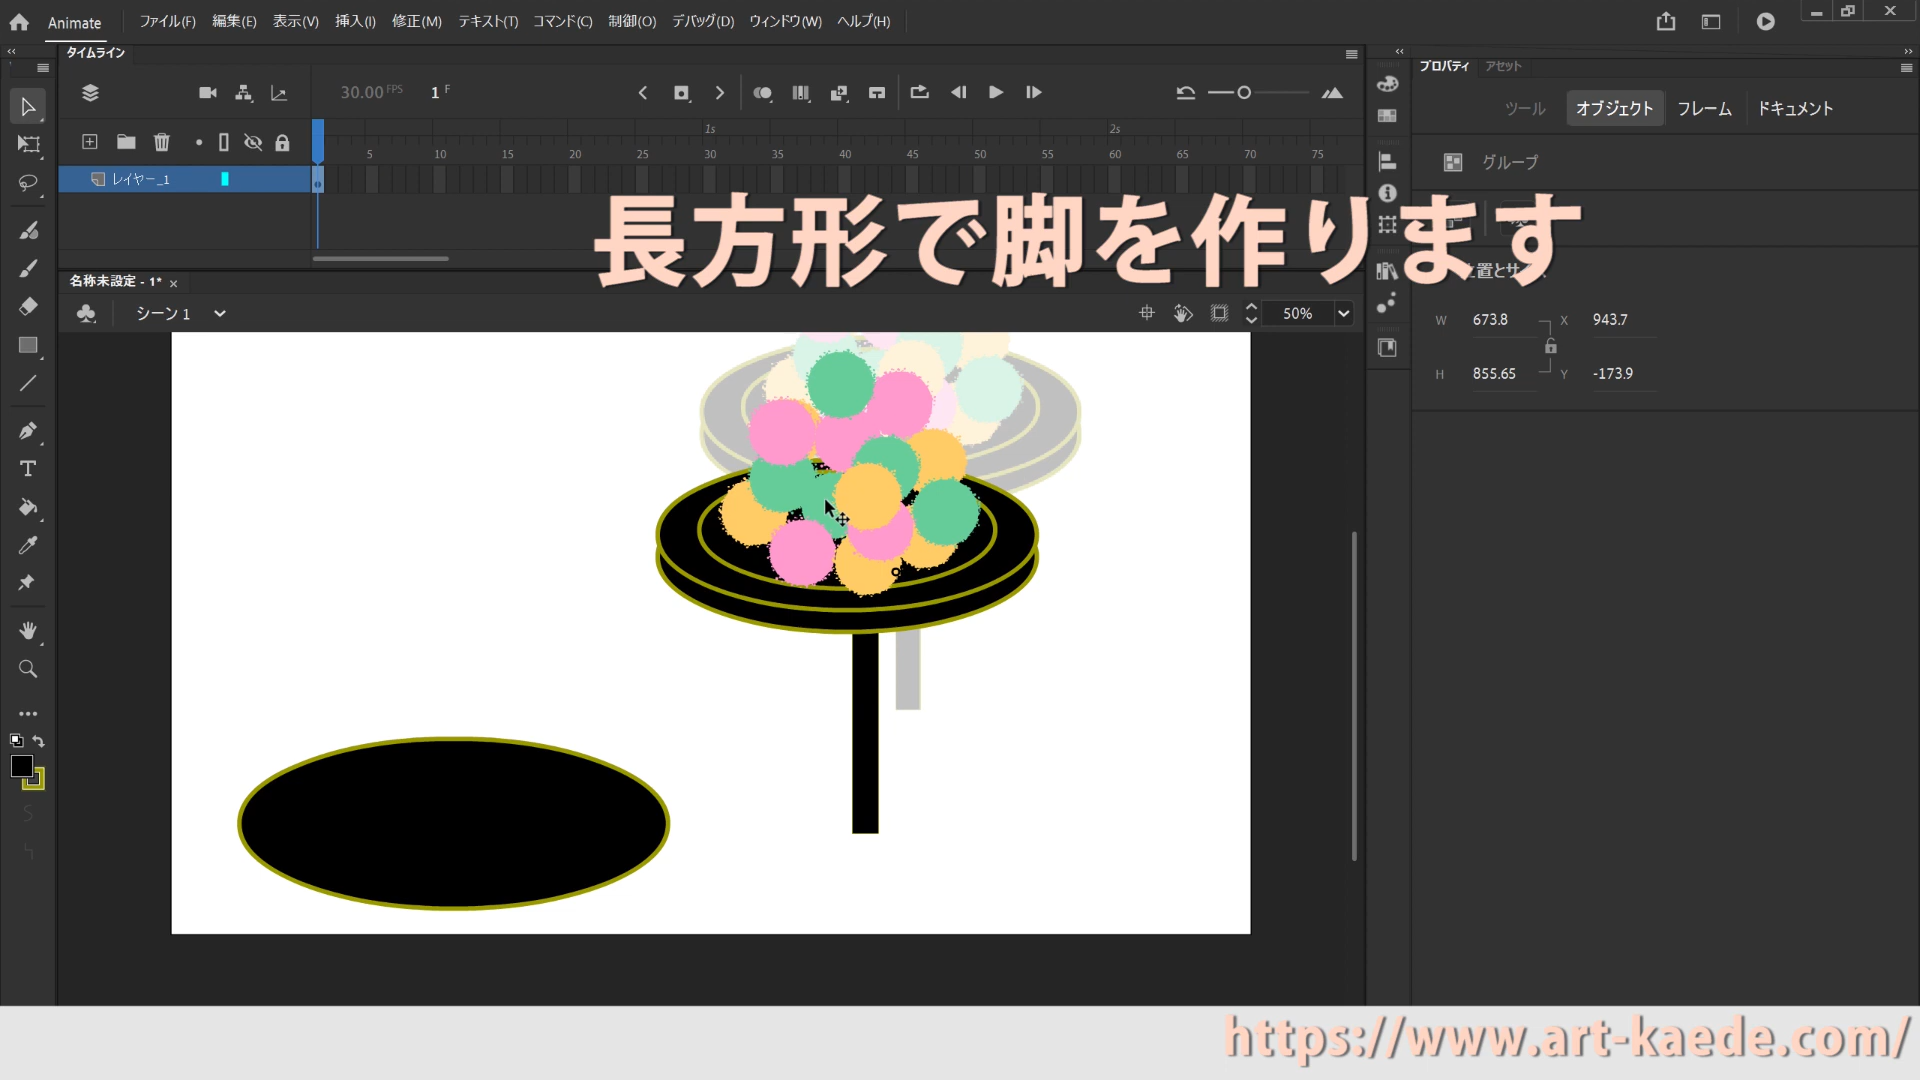 Animate ファイル(F) 編集(E) 表示(V) 挿入(I) 修正(M) テキスト(T) コマンド(C) 制御(O) デバッグ(D) ウィンドウ(W) ヘルプ(H)
タイムライン
プロパティ アセット
30.00 FPS 1 F
ツール オブジェクト フレーム ドキュメント
1s 2s
5 10 15 20 25 30 35 40 45 50 55 60 65 70 75
グループ
レイヤー_1
長方形で脚を作ります
置とサ
名称未設定 - 1* ×
シーン 1
50%
W 673.8 X 943.7
H 855.65 Y -173.9
https://www.art-kaede.com/